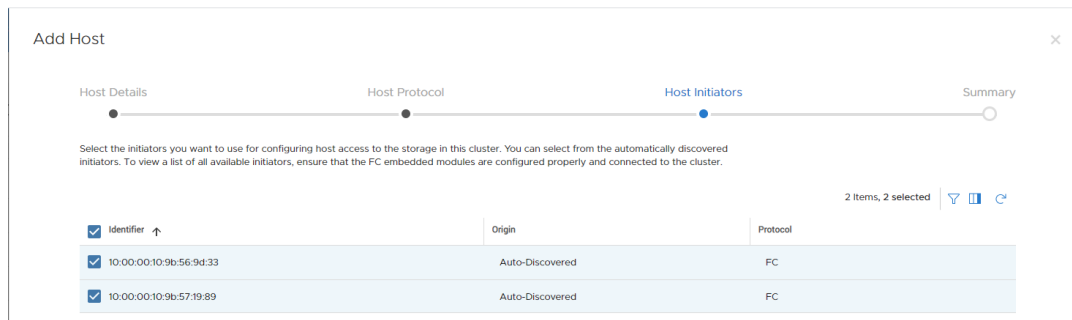 Add Host
Host Details
Host Protocol
Host Initiators
Summary
Select the initiators you want to use for configuring host access to the storage in this cluster. You can select from the automatically discovered
initiators. To view a list of all available initiators, ensure that the FC embedded modules are configured properly and connected to the cluster.
2 Items, 2 selected
Identifier Origin Protocol
10:00:00:10:9b:56:9d:33 Auto-Discovered FC
10:00:00:10:9b:57:19:89 Auto-Discovered FC